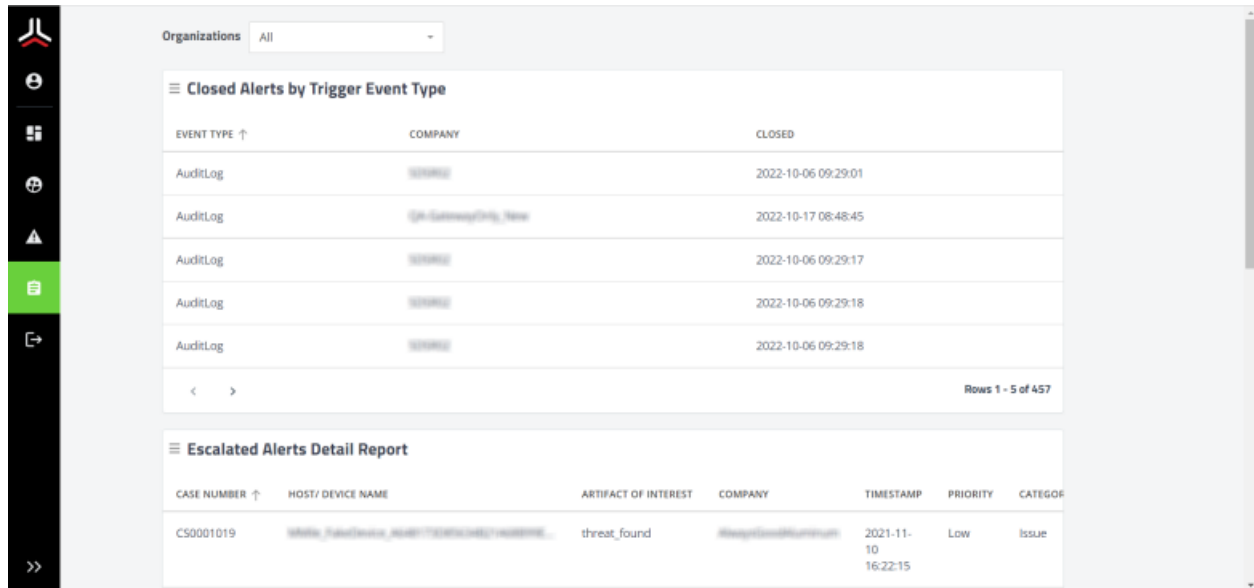 Organizations All
Closed Alerts by Trigger Event Type
EVENT TYPE COMPANY CLOSED
AuditLog 2022-10-06 09:29:01
AuditLog 2022-10-17 08:48:45
AuditLog 2022-10-06 09:29:17
AuditLog 2022-10-06 09:29:18
AuditLog 2022-10-06 09:29:18
Rows 1 - 5 of 457
Escalated Alerts Detail Report
CASE NUMBER HOST/ DEVICE NAME ARTIFACT OF INTEREST COMPANY TIMESTAMP PRIORITY CATEGOR
CS0001019 threat_found 2021-11- Low Issue
10
16:22:15